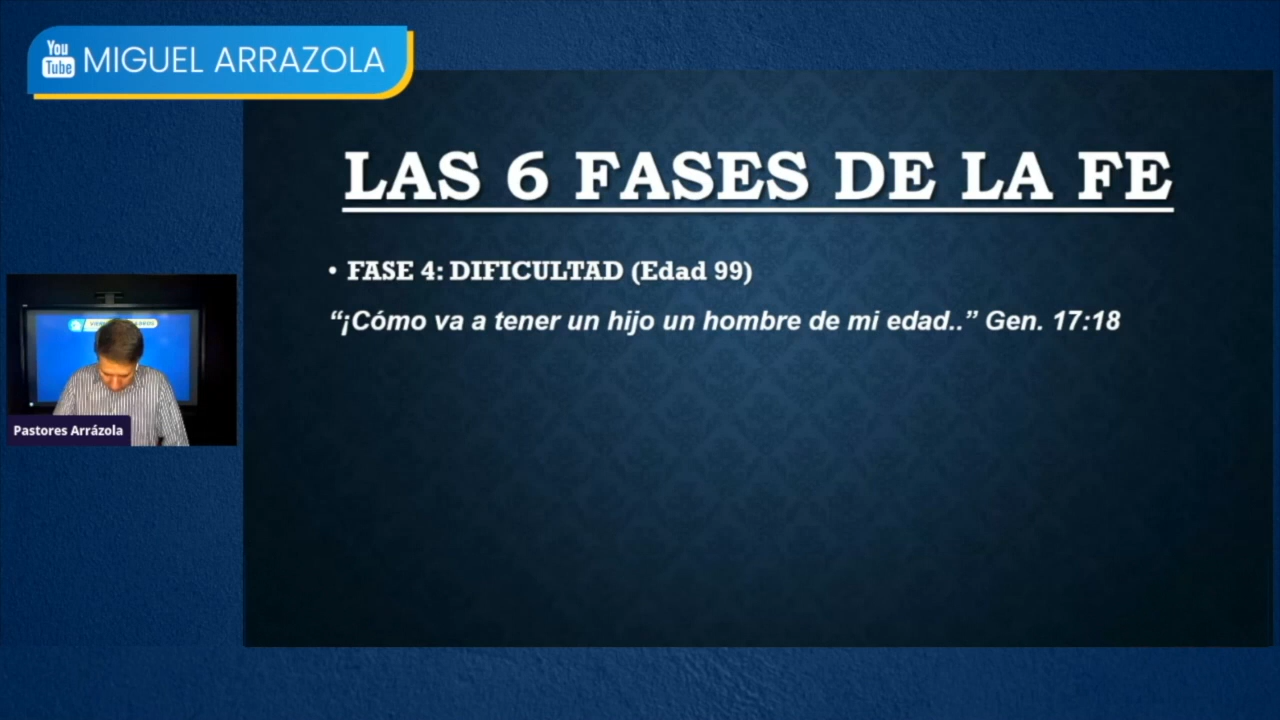 You
Tube
MIGUEL ARRAZOLA
LAS 6 FASES DE LA FE
• FASE 4: DIFICULTAD (Edad 99)
“¡Cómo va a tener un hijo un hombre de mi edad..” Gen. 17:18
Pastores Arrázola